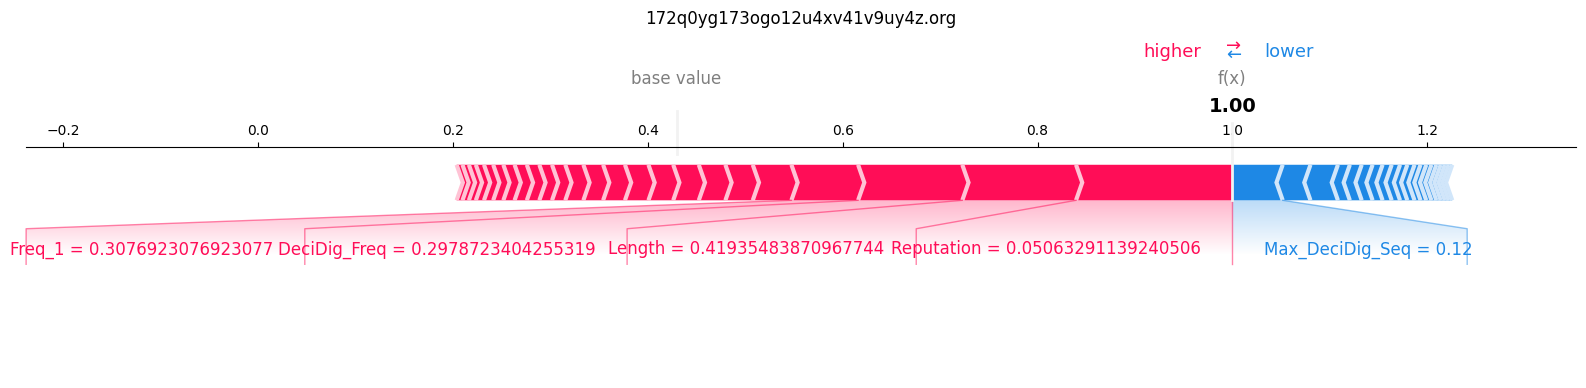 172q0yg173ogo12u4xv41v9uy4z.org
higher ⇄ lower
base value f(x)
1.00
−0.2 0.0 0.2 0.4 0.6 0.8 1.0 1.2
Freq_1 = 0.3076923076923077 DeciDig_Freq = 0.2978723404255319 Length = 0.41935483870967744 Reputation = 0.05063291139240506 Max_DeciDig_Seq = 0.12